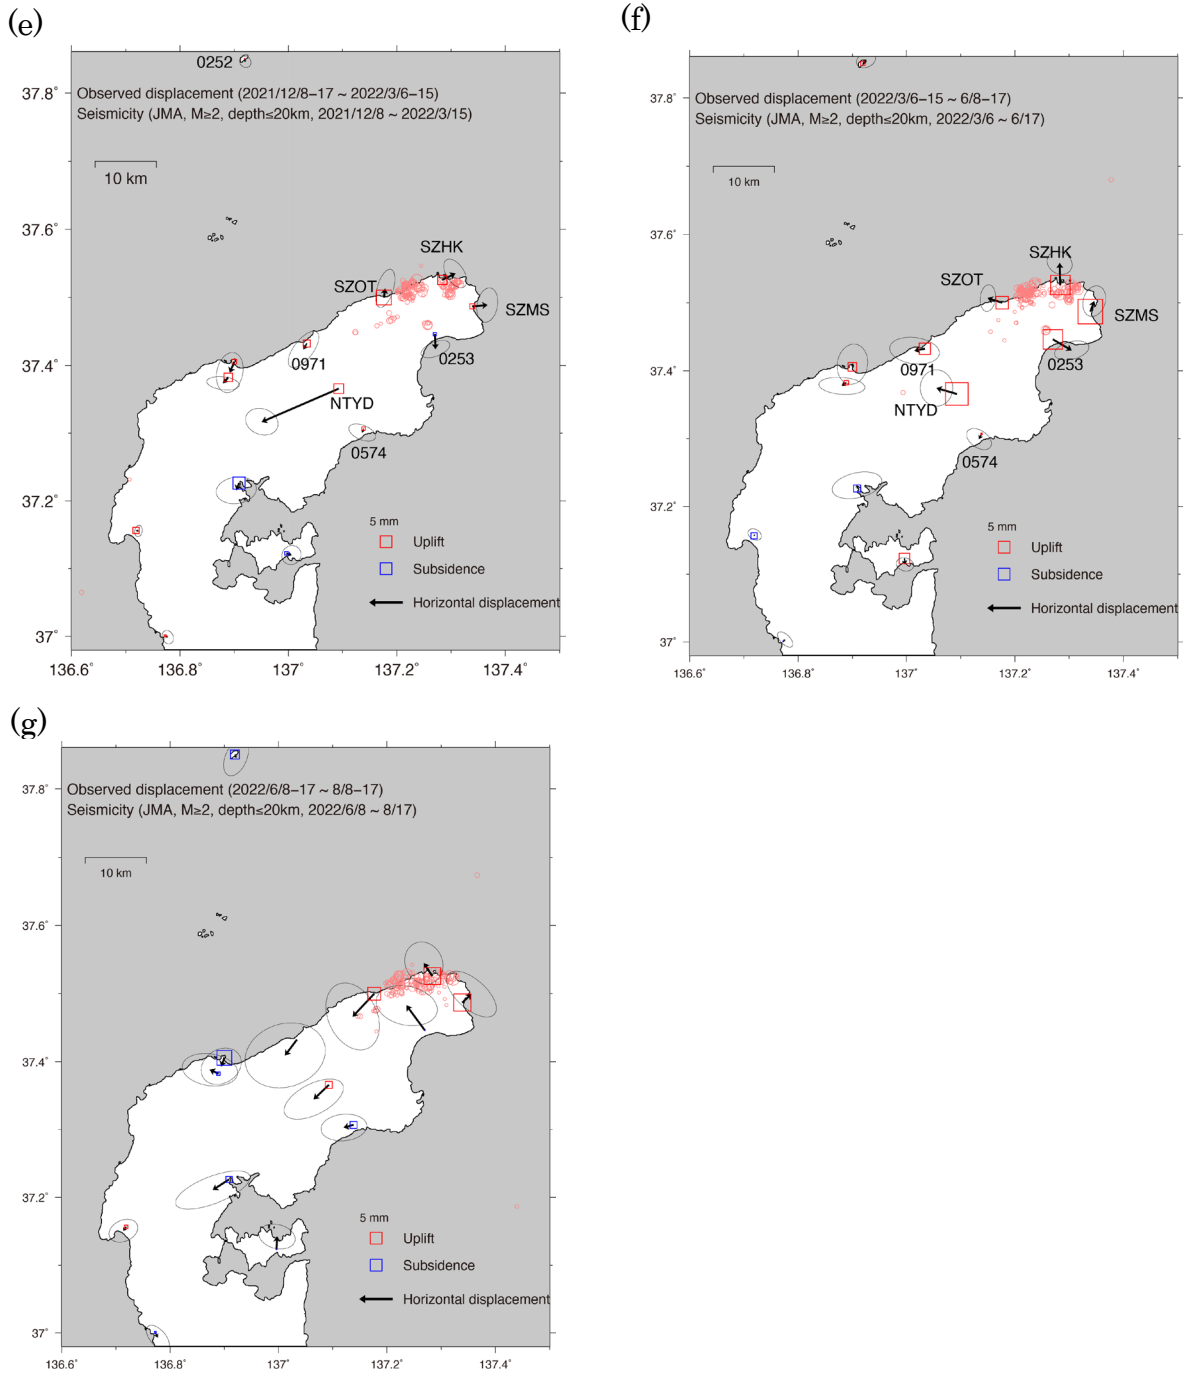 (e)
0252
Observed displacement (2021/12/8−17 ~ 2022/3/6−15)
Seismicity (JMA, M≥2, depth≤20km, 2021/12/8 ~ 2022/3/15)
10 km
SZHK
SZOT
SZMS
0971
0253
NTYD
0574
5 mm
Uplift
Subsidence
Horizontal displacement
37.8˚
37.6˚
37.4˚
37.2˚
37˚
136.6˚ 136.8˚ 137˚ 137.2˚ 137.4˚
(f)
Observed displacement (2022/3/6−15 ~ 6/8−17)
Seismicity (JMA, M≥2, depth≤20km, 2022/3/6 ~ 6/17)
10 km
SZHK
SZOT
SZMS
0971
0253
NTYD
0574
5 mm
Uplift
Subsidence
Horizontal displacement
37.8˚
37.6˚
37.4˚
37.2˚
37˚
136.6˚ 136.8˚ 137˚ 137.2˚ 137.4˚
(g)
Observed displacement (2022/6/8−17 ~ 8/8−17)
Seismicity (JMA, M≥2, depth≤20km, 2022/6/8 ~ 8/17)
10 km
5 mm
Uplift
Subsidence
Horizontal displacement
37.8˚
37.6˚
37.4˚
37.2˚
37˚
136.6˚ 136.8˚ 137˚ 137.2˚ 137.4˚